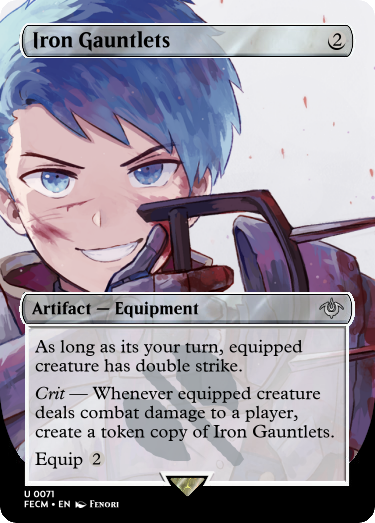 Iron Gauntlets 2
Artifact — Equipment
As long as its your turn, equipped
creature has double strike.
Crit — Whenever equipped creature
deals combat damage to a player,
create a token copy of Iron Gauntlets.
Equip 2
U 0071
FECM • EN Fenori